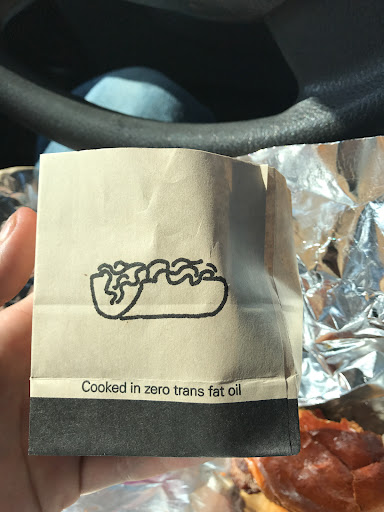 Cooked in zero trans fat oil